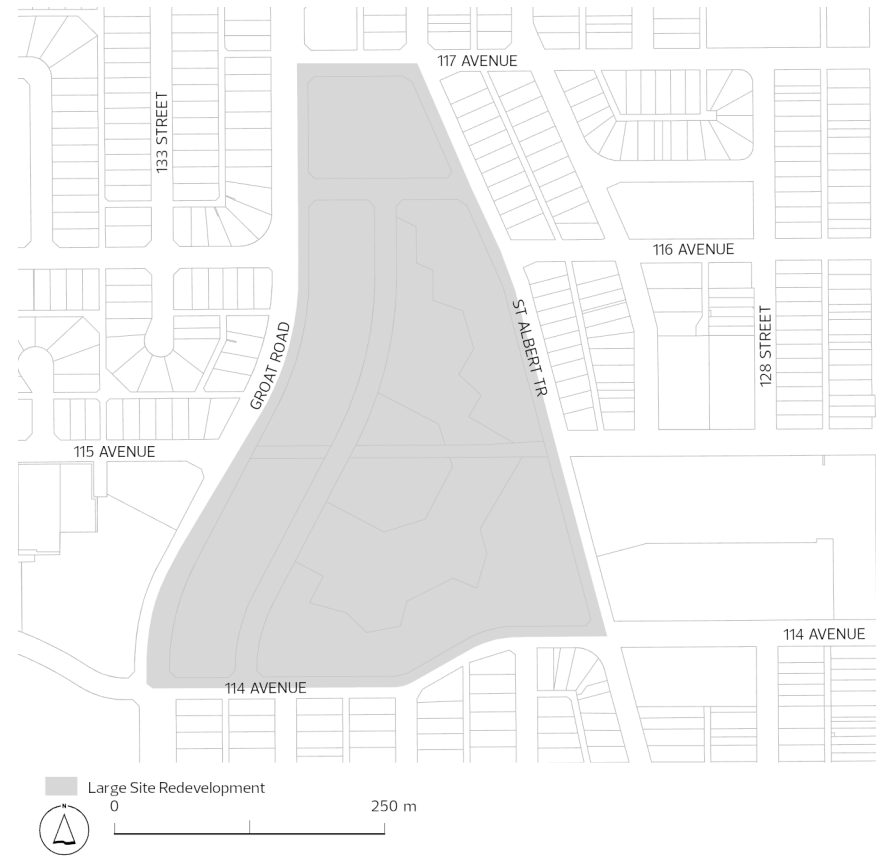 117 AVENUE
133 STREET
116 AVENUE
ST ALBERT TR
128 STREET
GROAT ROAD
115 AVENUE
114 AVENUE
114 AVENUE
Large Site Redevelopment
N
0 250 m